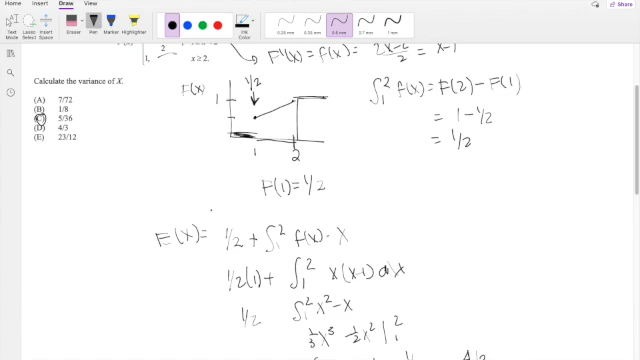 Insert Draw View
Text Mode
Lasso Select
Insert Space
Eraser
Pen
Marker
Highlighter
0.25 mm
0.35 mm
0.5 mm
0.7 mm
1 mm
F'(x) = f(x) = 2x-2/2 = x-1
1, x≥2.
Calculate the variance of X.
(A) 7/72
(B) 1/8
(C) 5/36
(D) 4/3
(E) 23/12
F(x)
1/2
1
1 2
F(1) = 1/2
∫₁² f(x) = F(2) - F(1)
= 1 - 1/2
= 1/2
E(X) = 1/2 + ∫₁² f(x) · x
1/2(1) + ∫₁² x(x-1) dx
1/2 ∫₁² x² - x
1/3 x³ 1/2 x² |₁²